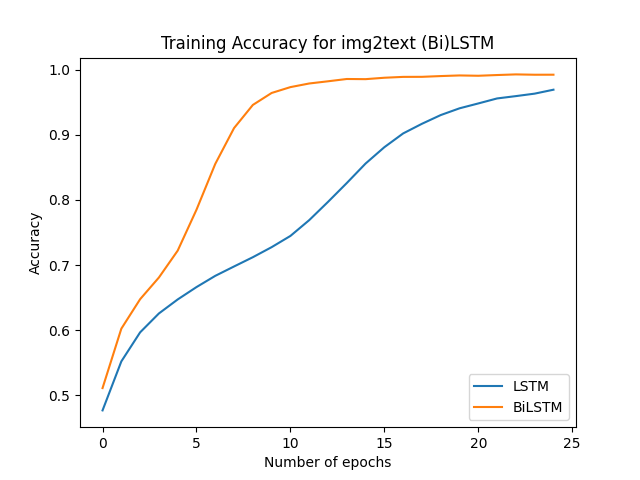 Training Accuracy for img2text (Bi)LSTM
1.0
0.9
0.8
0.7
0.6
0.5
Accuracy
0 5 10 15 20 25
Number of epochs
LSTM
BiLSTM